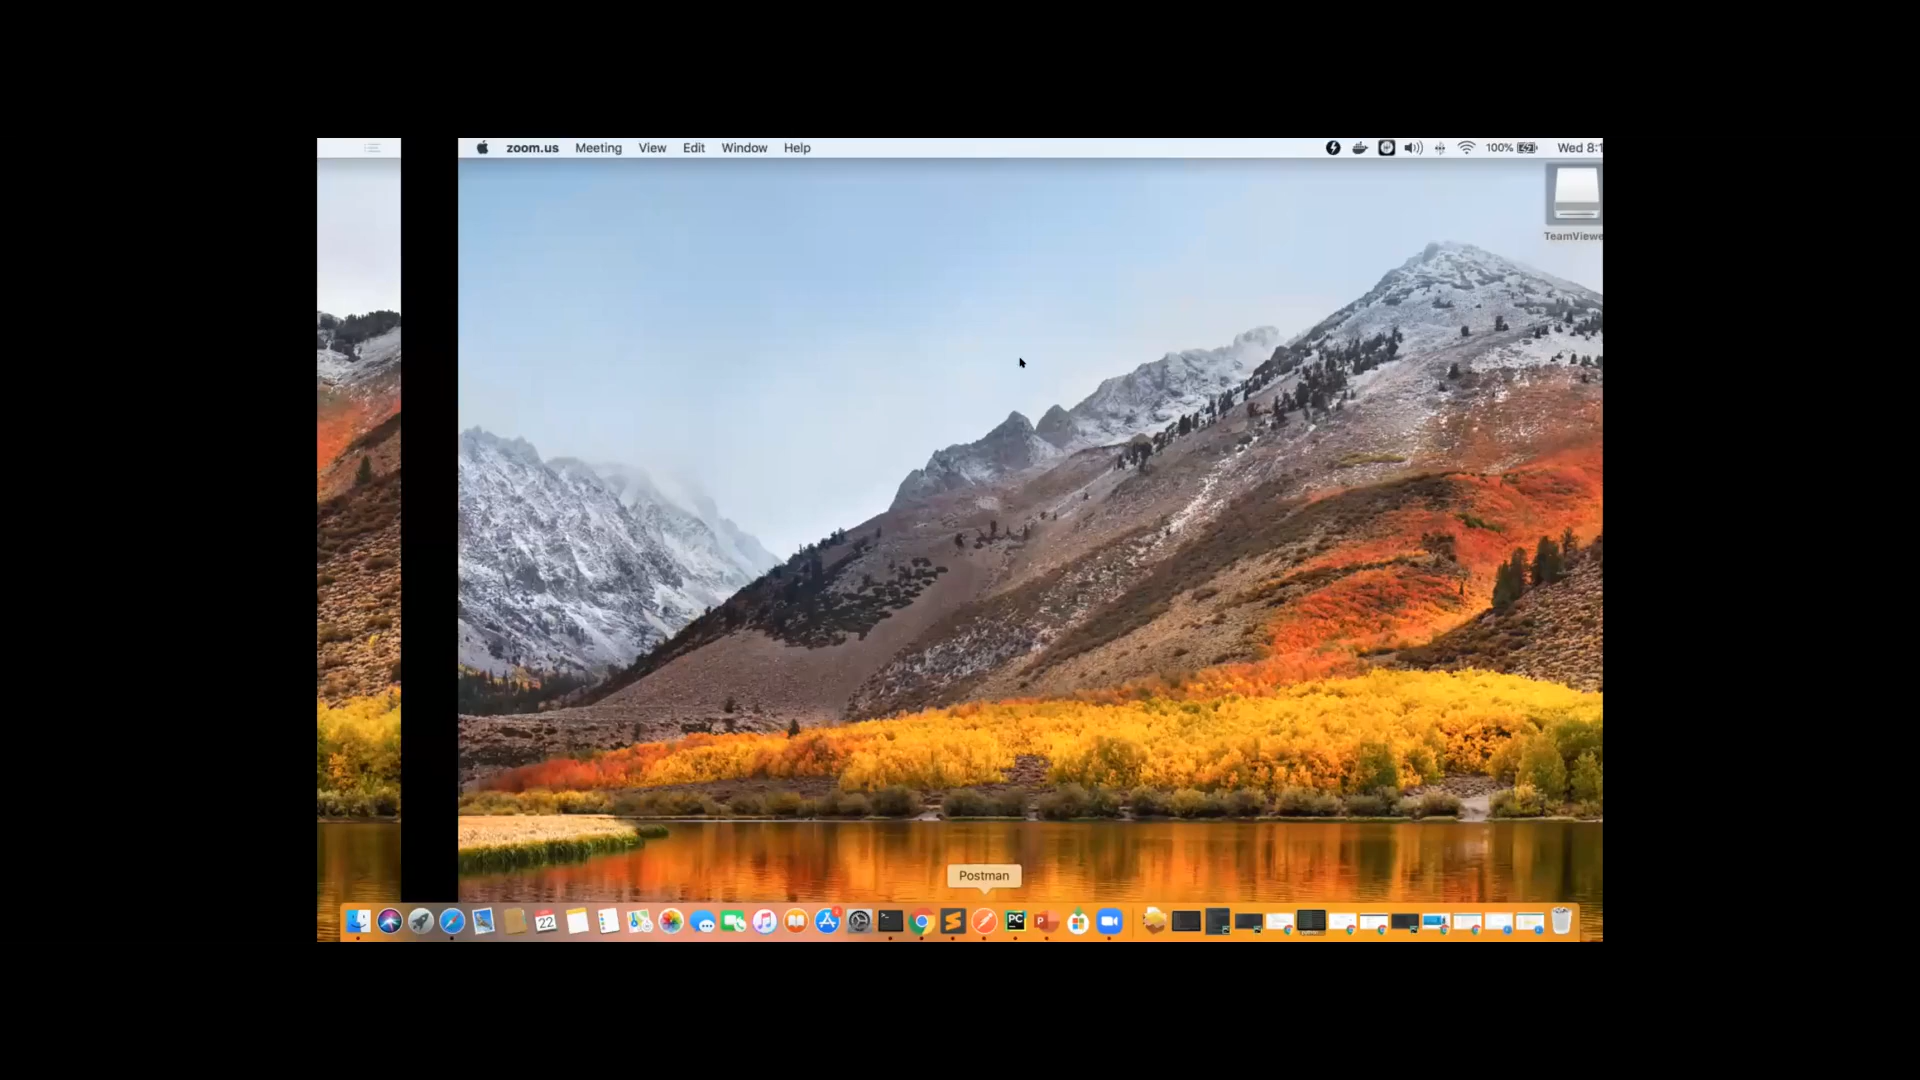 zoom.us Meeting View Edit Window Help 100% Wed 8:1
TeamViewe
Postman
22
PC
P